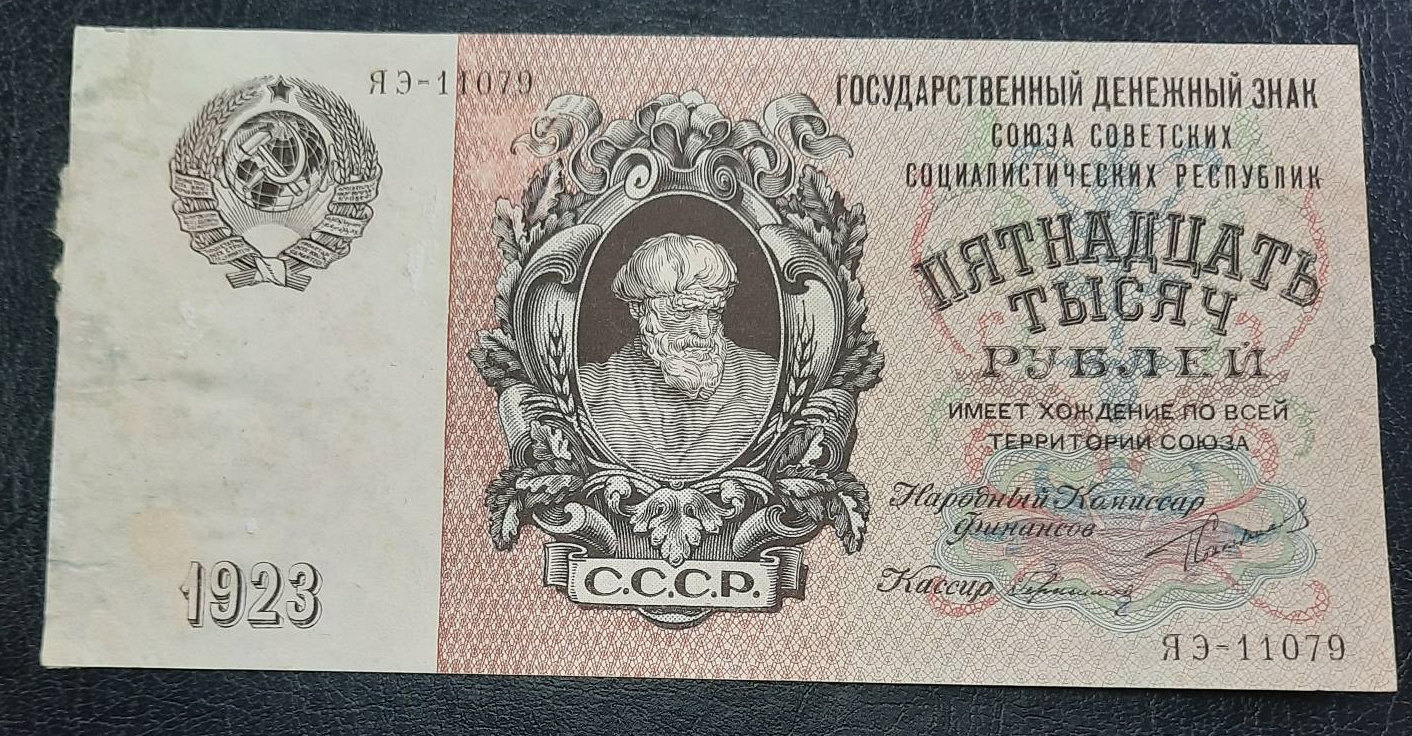 ЯЭ-11079
ГОСУДАРСТВЕННЫЙ ДЕНЕЖНЫЙ ЗНАК
СОЮЗА СОВЕТСКИХ
СОЦИАЛИСТИЧЕСКИХ РЕСПУБЛИК
ПЯТНАДЦАТЬ
ТЫСЯЧ
РУБЛЕЙ
ИМЕЕТ ХОЖДЕНИЕ ПО ВСЕЙ
ТЕРРИТОРИИ СОЮЗА
Народный Комиссар
финансов
Кассир
С.С.С.Р.
1923
ЯЭ-11079